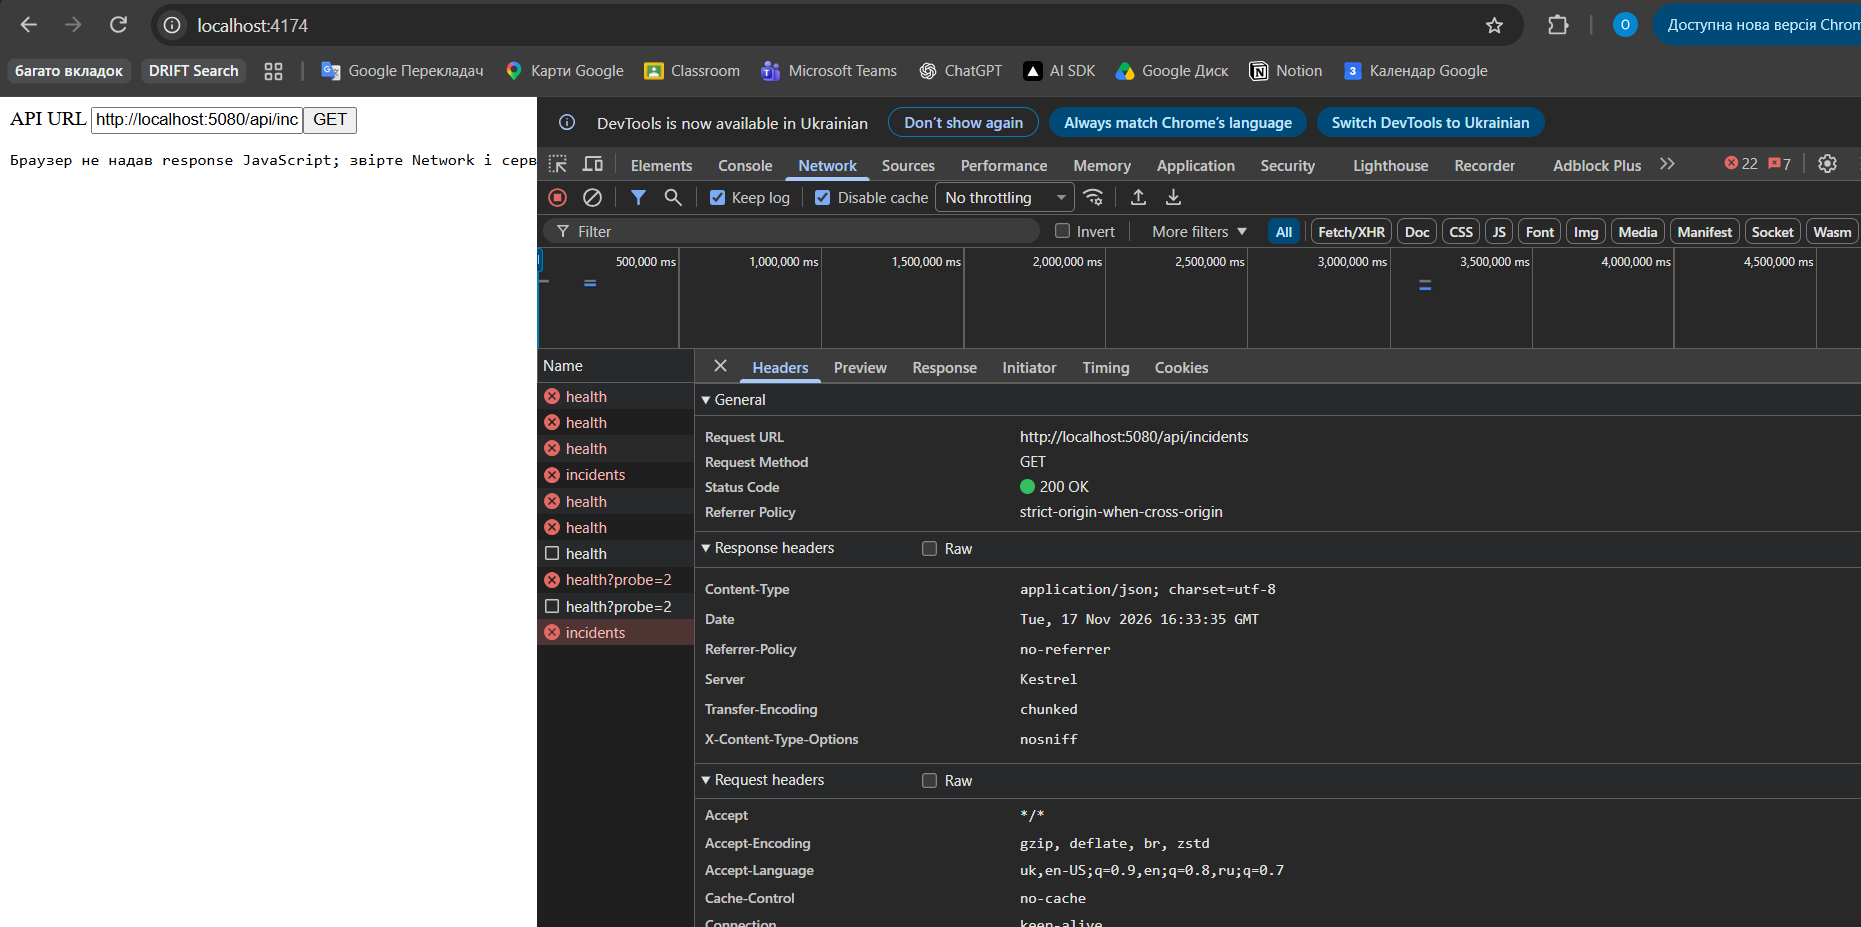 localhost:4174
О
Доступна нова версія Chrom
багато вкладок
DRIFT Search
Google Перекладач
Карти Google
Classroom
Microsoft Teams
ChatGPT
AI SDK
Google Диск
Notion
3
Календар Google
API URL http://localhost:5080/api/inc GET
Браузер не надав response JavaScript; звірте Network і серв
DevTools is now available in Ukrainian
Don't show again
Always match Chrome's language
Switch DevTools to Ukrainian
Elements Console Network Sources Performance Memory Application Security Lighthouse Recorder Adblock Plus 22 7
Keep log Disable cache No throttling
Filter Invert More filters All Fetch/XHR Doc CSS JS Font Img Media Manifest Socket Wasm
500,000 ms 1,000,000 ms 1,500,000 ms 2,000,000 ms 2,500,000 ms 3,000,000 ms 3,500,000 ms 4,000,000 ms 4,500,000 ms
Name
health
health
health
incidents
health
health
health
health?probe=2
health?probe=2
incidents
Headers Preview Response Initiator Timing Cookies
General
Request URL http://localhost:5080/api/incidents
Request Method GET
Status Code 200 OK
Referrer Policy strict-origin-when-cross-origin
Response headers Raw
Content-Type application/json; charset=utf-8
Date Tue, 17 Nov 2026 16:33:35 GMT
Referrer-Policy no-referrer
Server Kestrel
Transfer-Encoding chunked
X-Content-Type-Options nosniff
Request headers Raw
Accept */*
Accept-Encoding gzip, deflate, br, zstd
Accept-Language uk,en-US;q=0.9,en;q=0.8,ru;q=0.7
Cache-Control no-cache
Connection keep-alive